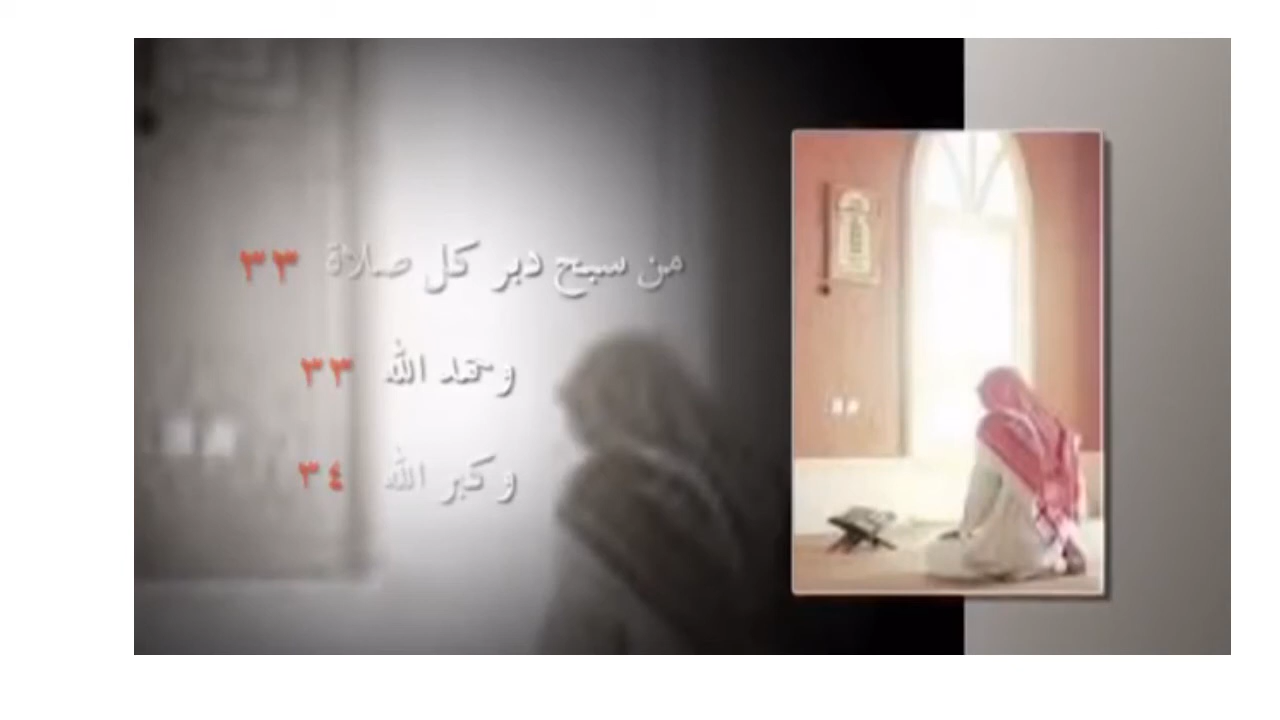 من سبح دبر كل صلاة ٣٣
وحمد الله ٣٣
وكبر الله ٣٤